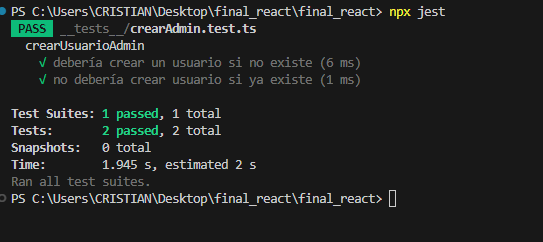 PS C:\Users\CRISTIAN\Desktop\final_react\final_react> npx jest
PASS __tests__/crearAdmin.test.ts
crearUsuarioAdmin
√ debería crear un usuario si no existe (6 ms)
√ no debería crear un usuario si ya existe (1 ms)
Test Suites: 1 passed, 1 total
Tests: 2 passed, 2 total
Snapshots: 0 total
Time: 1.945 s, estimated 2 s
Ran all test suites.
PS C:\Users\CRISTIAN\Desktop\final_react\final_react>